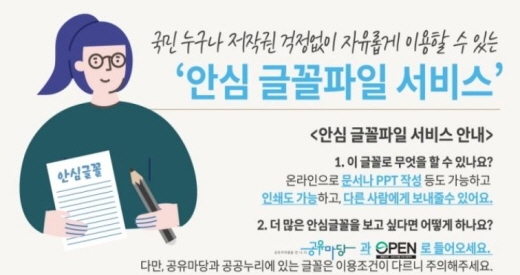 국민 누구나 저작권 걱정없이 자유롭게 이용할 수 있는
‘안심 글꼴파일 서비스’
안심글꼴
<안심 글꼴파일 서비스 안내>
1. 이 글꼴로 무엇을 할 수 있나요?
온라인으로 문서나 PPT 작성 등도 가능하고
인쇄도 가능하고, 다른 사람에게 보내줄수 있어요.
2. 더 많은 안심글꼴을 보고 싶다면 어떻게 하나요?
공유마당 과 OPEN 로 들어오세요.
다만, 공유마당과 공공누리에 있는 글꼴은 이용조건이 다르니 주의해주세요.